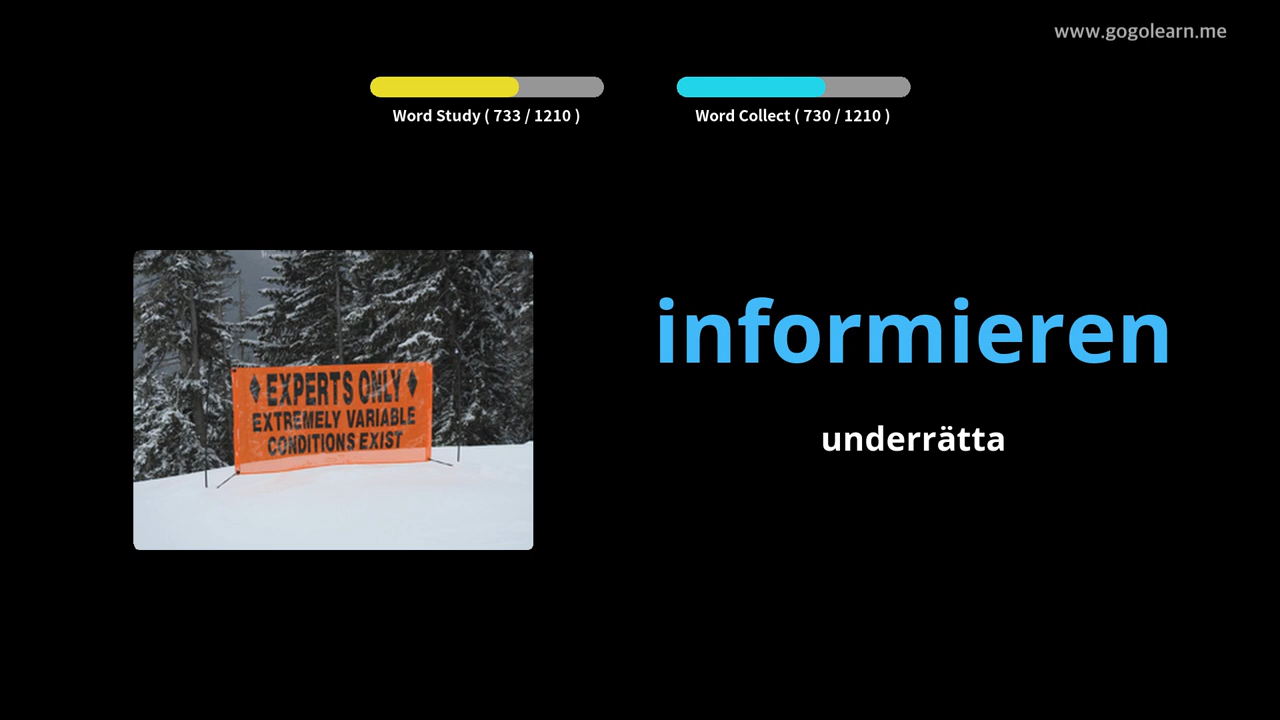 www.gogolearn.me
Word Study ( 733 / 1210 )
Word Collect ( 730 / 1210 )
EXPERTS ONLY
EXTREMELY VARIABLE
CONDITIONS EXIST
informieren
underrätta